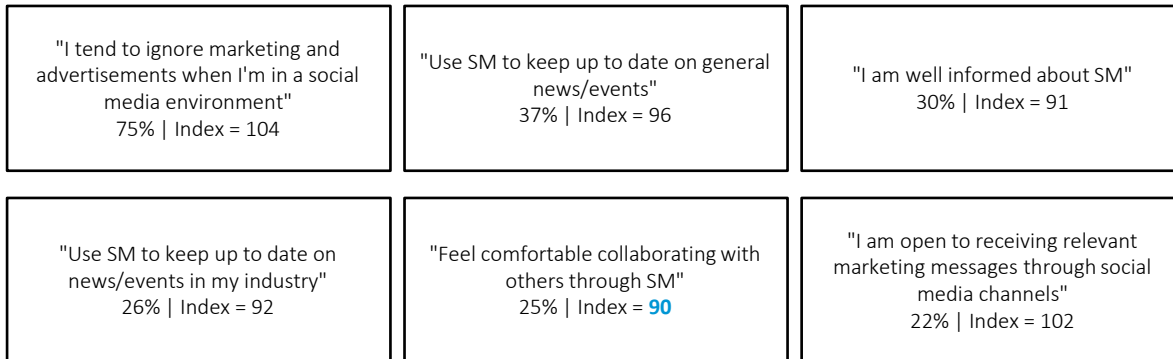 "I tend to ignore marketing and
advertisements when I'm in a social
media environment"
75% | Index = 104
"Use SM to keep up to date on general
news/events"
37% | Index = 96
"I am well informed about SM"
30% | Index = 91
"Use SM to keep up to date on
news/events in my industry"
26% | Index = 92
"Feel comfortable collaborating with
others through SM"
25% | Index = 90
"I am open to receiving relevant
marketing messages through social
media channels"
22% | Index = 102